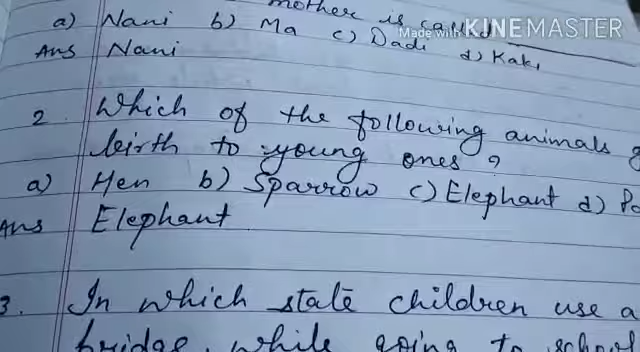 mother is called
a) Nani b) Ma c) Dadi d) Kaki
Made with KINEMASTER
Ans Nani
2. Which of the following animals
birth to young ones?
a) Hen b) Sparrow c) Elephant d)
Ans Elephant
3. In which state children use a
bridge, while going to school